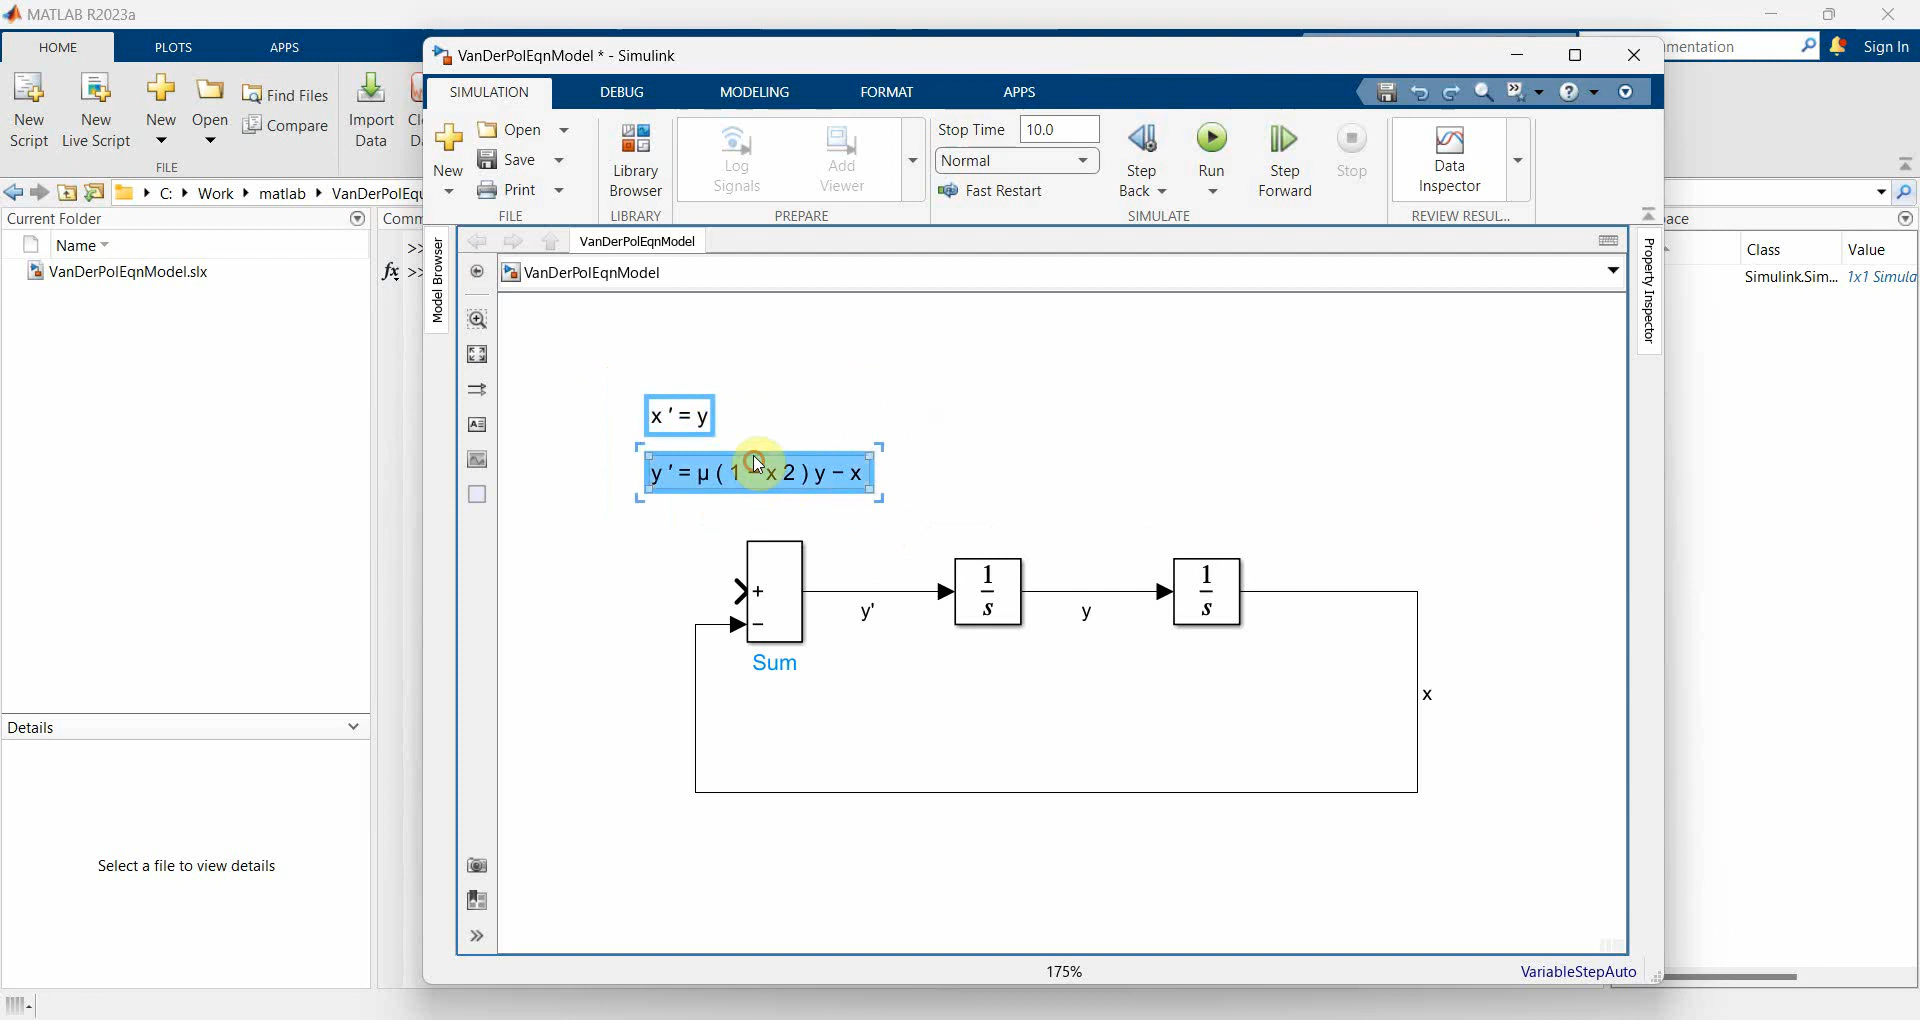 MATLAB R2023a
HOME PLOTS APPS
mentation
Sign In
New Script
New Live Script
New
Open
Find Files
Compare
Import Data
FILE
C: Work matlab
Current Folder
Name
VanDerPolEqnModel.slx
Details
Select a file to view details
fx >>
>>
VanDerPolEqnModel * - Simulink
SIMULATION DEBUG MODELING FORMAT APPS
New
Open
Save
Print
FILE
Library Browser
LIBRARY
Log Signals
Add Viewer
PREPARE
Stop Time 10.0
Normal
Fast Restart
Step Back
Run
Step Forward
Stop
SIMULATE
Data Inspector
REVIEW RESUL...
Model Browser
VanDerPolEqnModel
VanDerPolEqnModel
Property Inspector
x ′ = y
y ′ = μ ( 1 − x 2 ) y − x
+
−
Sum
y'
1
s
y
1
s
x
175%
VariableStepAuto
Class Value
Simulink.Sim... 1x1 Simula